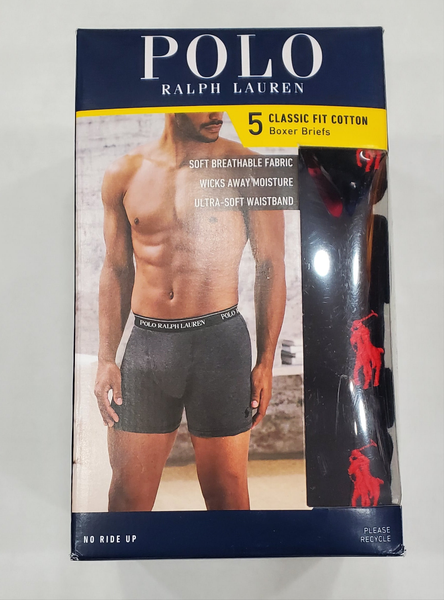 POLO
RALPH LAUREN
5 CLASSIC FIT COTTON
Boxer Briefs
SOFT BREATHABLE FABRIC
WICKS AWAY MOISTURE
ULTRA-SOFT WAISTBAND
POLO RALPH LAUREN
POLO
NO RIDE UP
PLEASE
RECYCLE